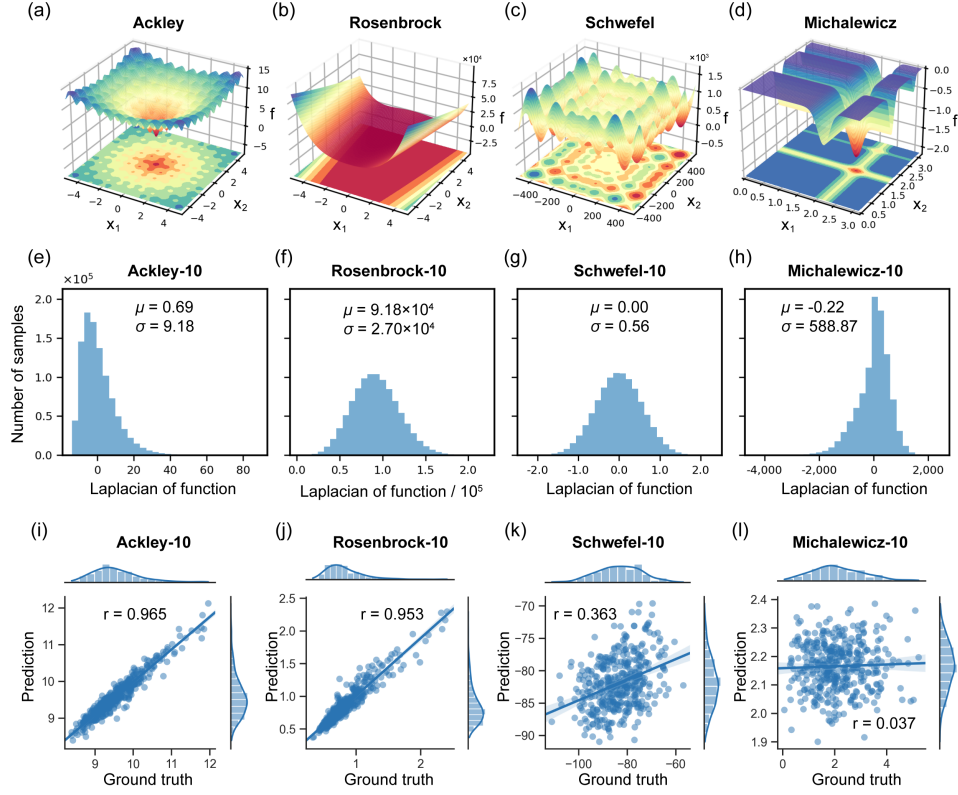 (a) Ackley
15
10
5
0
−5
f
−4 −2 0 2 4
−4 −2 0 2 4
x1
x2
(b) Rosenbrock
×10⁴
7.5
5.0
2.5
0.0
−2.5
f
−4 −2 0 2 4
−4 −2 0 2 4
x1
x2
(c) Schwefel
×10³
1.5
1.0
0.5
0.0
−0.5
f
−400 −200 0 200 400
−400 −200 0 200 400
x1
x2
(d) Michalewicz
0.0
−0.5
−1.0
−1.5
−2.0
f
0.0 0.5 1.0 1.5 2.0 2.5 3.0
0.0 0.5 1.0 1.5 2.0 2.5 3.0
x1
x2
(e) Ackley-10
×10⁵
μ = 0.69
σ = 9.18
2.0
1.5
1.0
0.5
0.0
Number of samples
0 40 80
Laplacian of function
(f) Rosenbrock-10
μ = 9.18×10⁴
σ = 2.70×10⁴
0.0 0.5 1.0 1.5 2.0
Laplacian of function / 10⁵
(g) Schwefel-10
μ = 0.00
σ = 0.56
-2.0 -1.0 0.0 1.0 2.0
Laplacian of function
(h) Michalewicz-10
μ = -0.22
σ = 588.87
-4,000 -2,000 0 2,000
Laplacian of function
(i) Ackley-10
r = 0.965
12
11
10
9
Prediction
9 10 11 12
Ground truth
(j) Rosenbrock-10
r = 0.953
2.5
2.0
1.5
1.0
0.5
Prediction
1 2
Ground truth
(k) Schwefel-10
r = 0.363
−70
−75
−80
−85
−90
Prediction
−100 −80 −60
Ground truth
(l) Michalewicz-10
2.4
2.3
2.2
2.1
2.0
1.9
Prediction
r = 0.037
0 2 4
Ground truth